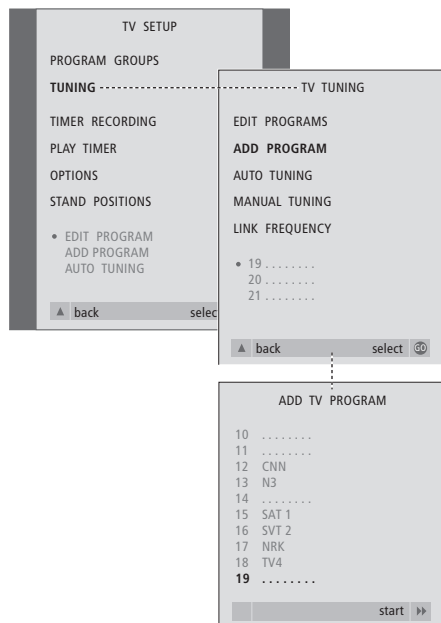 TV SETUP
PROGRAM GROUPS
TUNING
TIMER RECORDING
PLAY TIMER
OPTIONS
STAND POSITIONS
• EDIT PROGRAM
ADD PROGRAM
AUTO TUNING
back selec
TV TUNING
EDIT PROGRAMS
ADD PROGRAM
AUTO TUNING
MANUAL TUNING
LINK FREQUENCY
• 19 . . . . . . . .
20 . . . . . . . .
21 . . . . . . . .
back select GO
ADD TV PROGRAM
10 . . . . . . . .
11 . . . . . . . .
12 CNN
13 N3
14 . . . . . . . .
15 SAT 1
16 SVT 2
17 NRK
18 TV4
19 . . . . . . . .
start